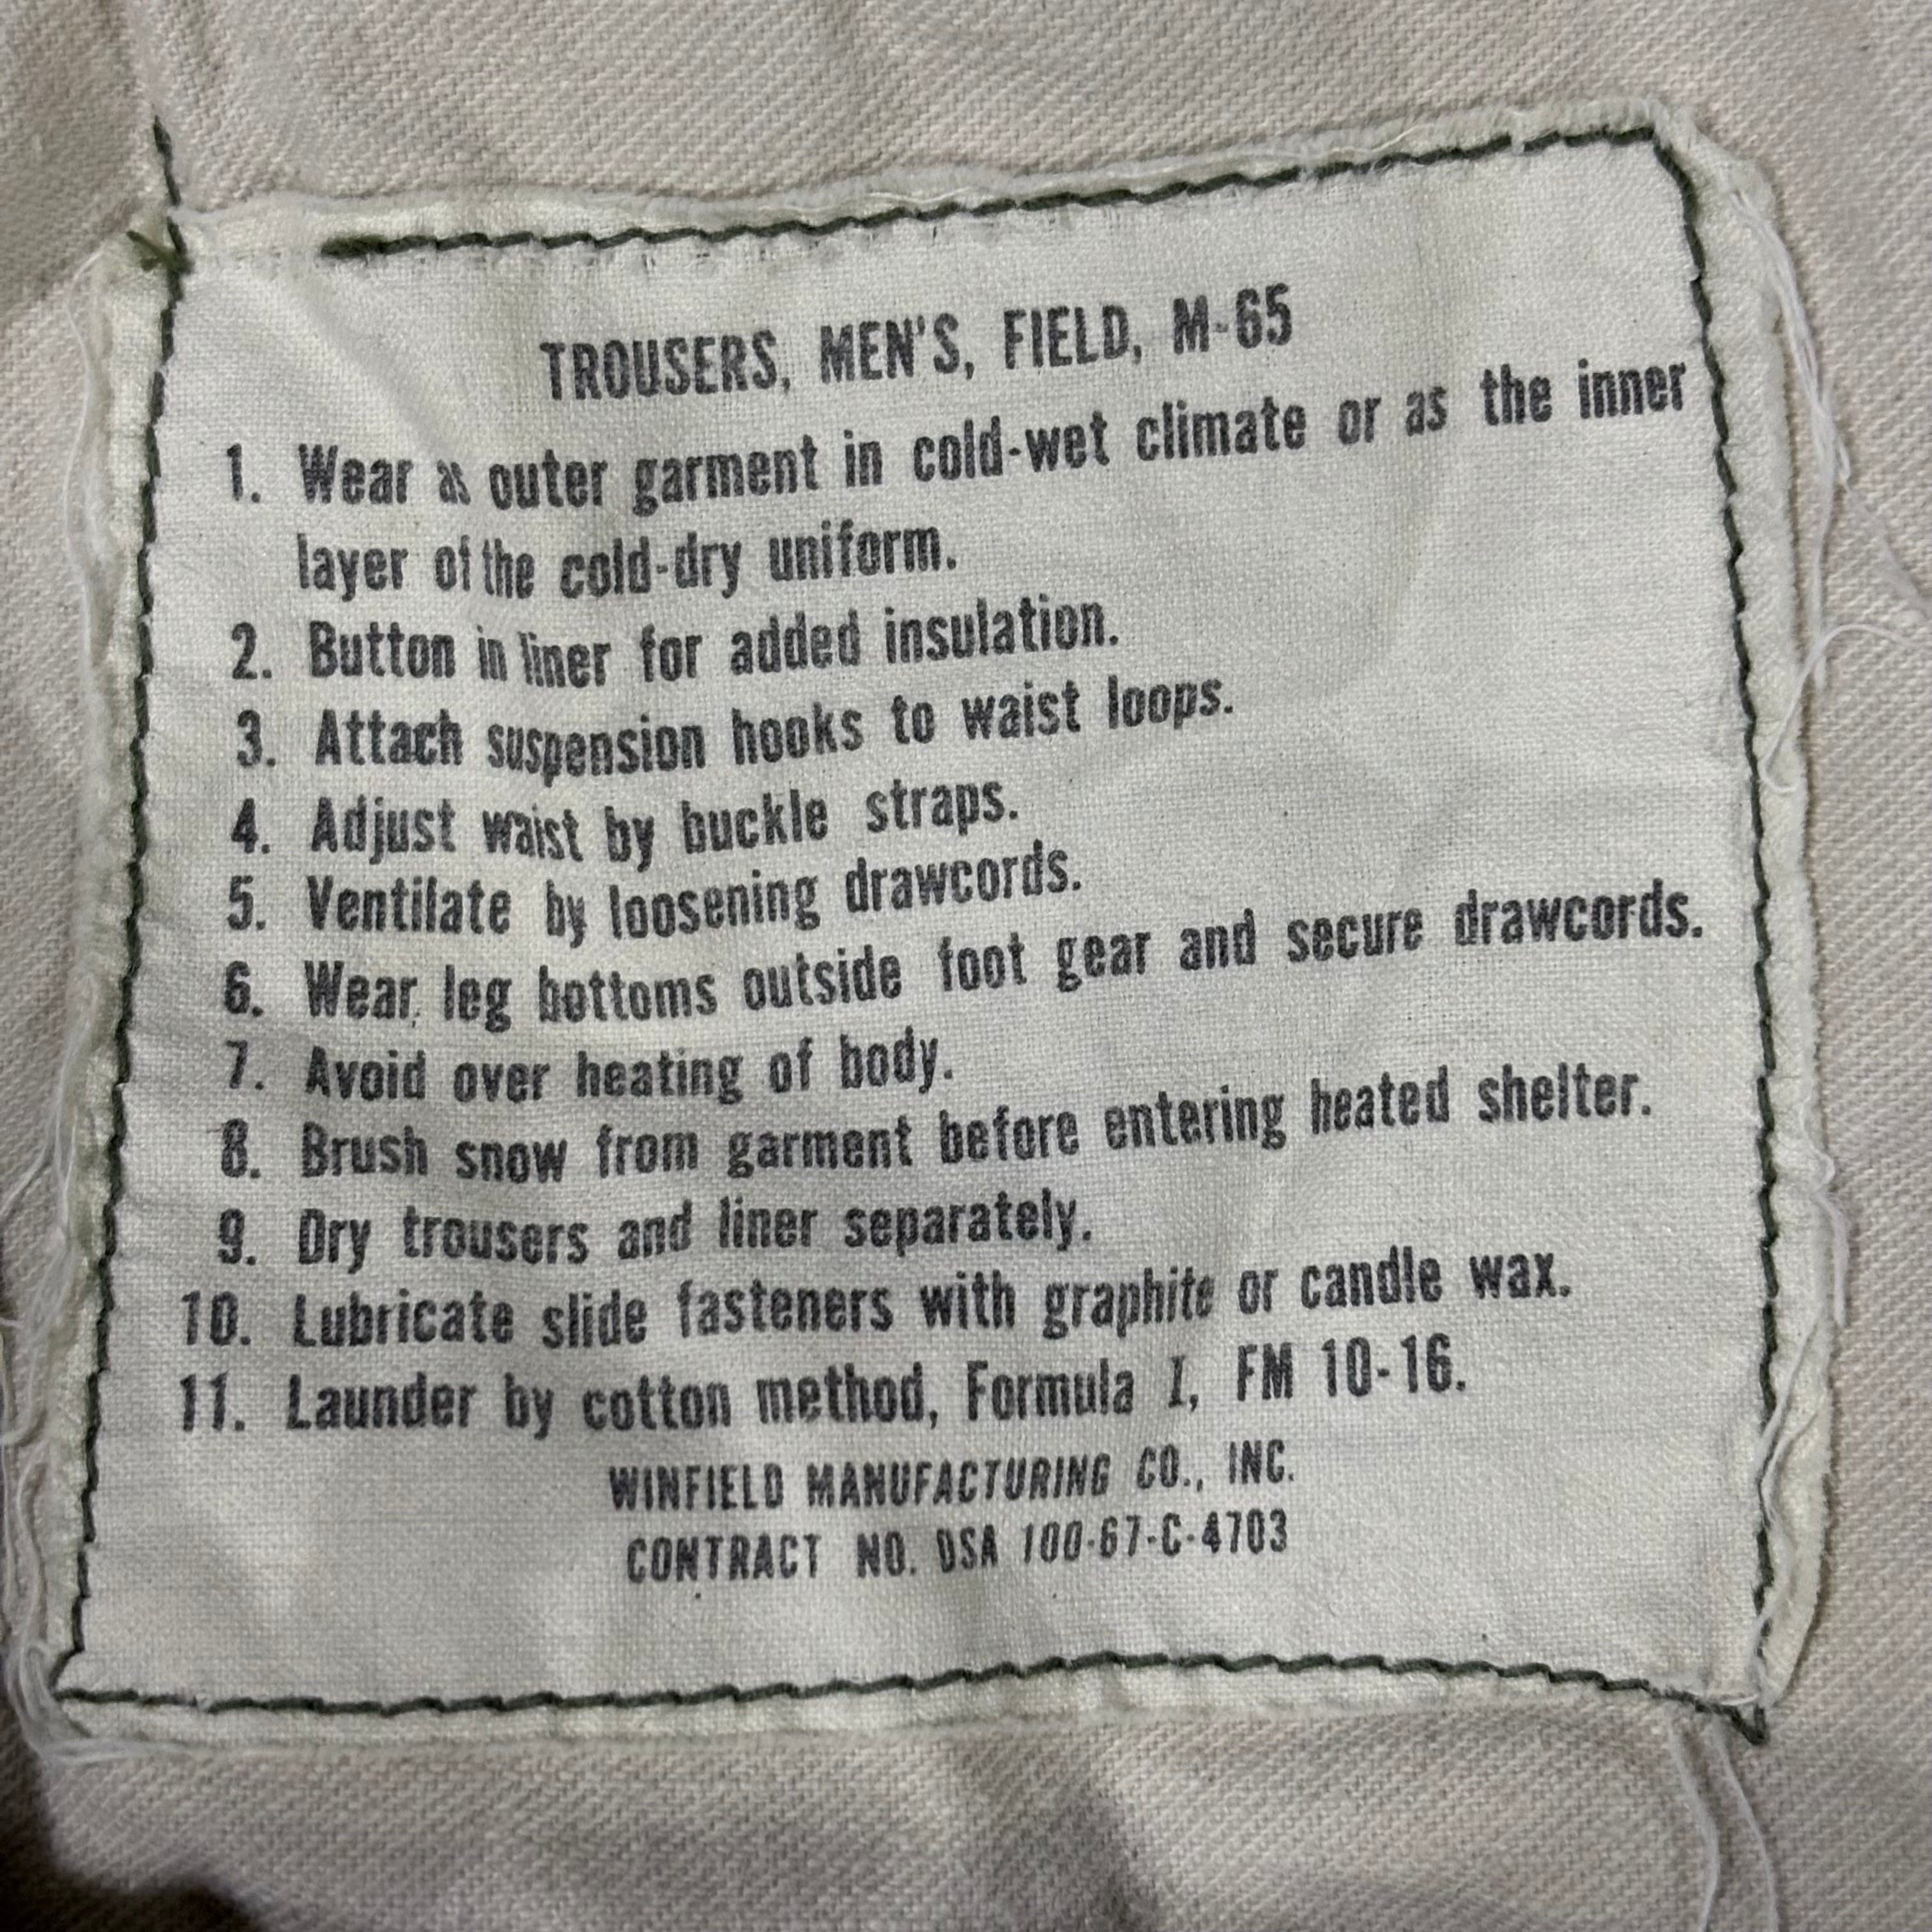 TROUSERS, MEN'S, FIELD, M-65
1. Wear as outer garment in cold-wet climate or as the inner
layer of the cold-dry uniform.
2. Button in liner for added insulation.
3. Attach suspension hooks to waist loops.
4. Adjust waist by buckle straps.
5. Ventilate by loosening drawcords.
6. Wear leg bottoms outside foot gear and secure drawcords.
7. Avoid over heating of body.
8. Brush snow from garment before entering heated shelter.
9. Dry trousers and liner separately.
10. Lubricate slide fasteners with graphite or candle wax.
11. Launder by cotton method, Formula I, FM 10-16.
WINFIELD MANUFACTURING CO., INC.
CONTRACT NO. DSA 100-67-C-4703